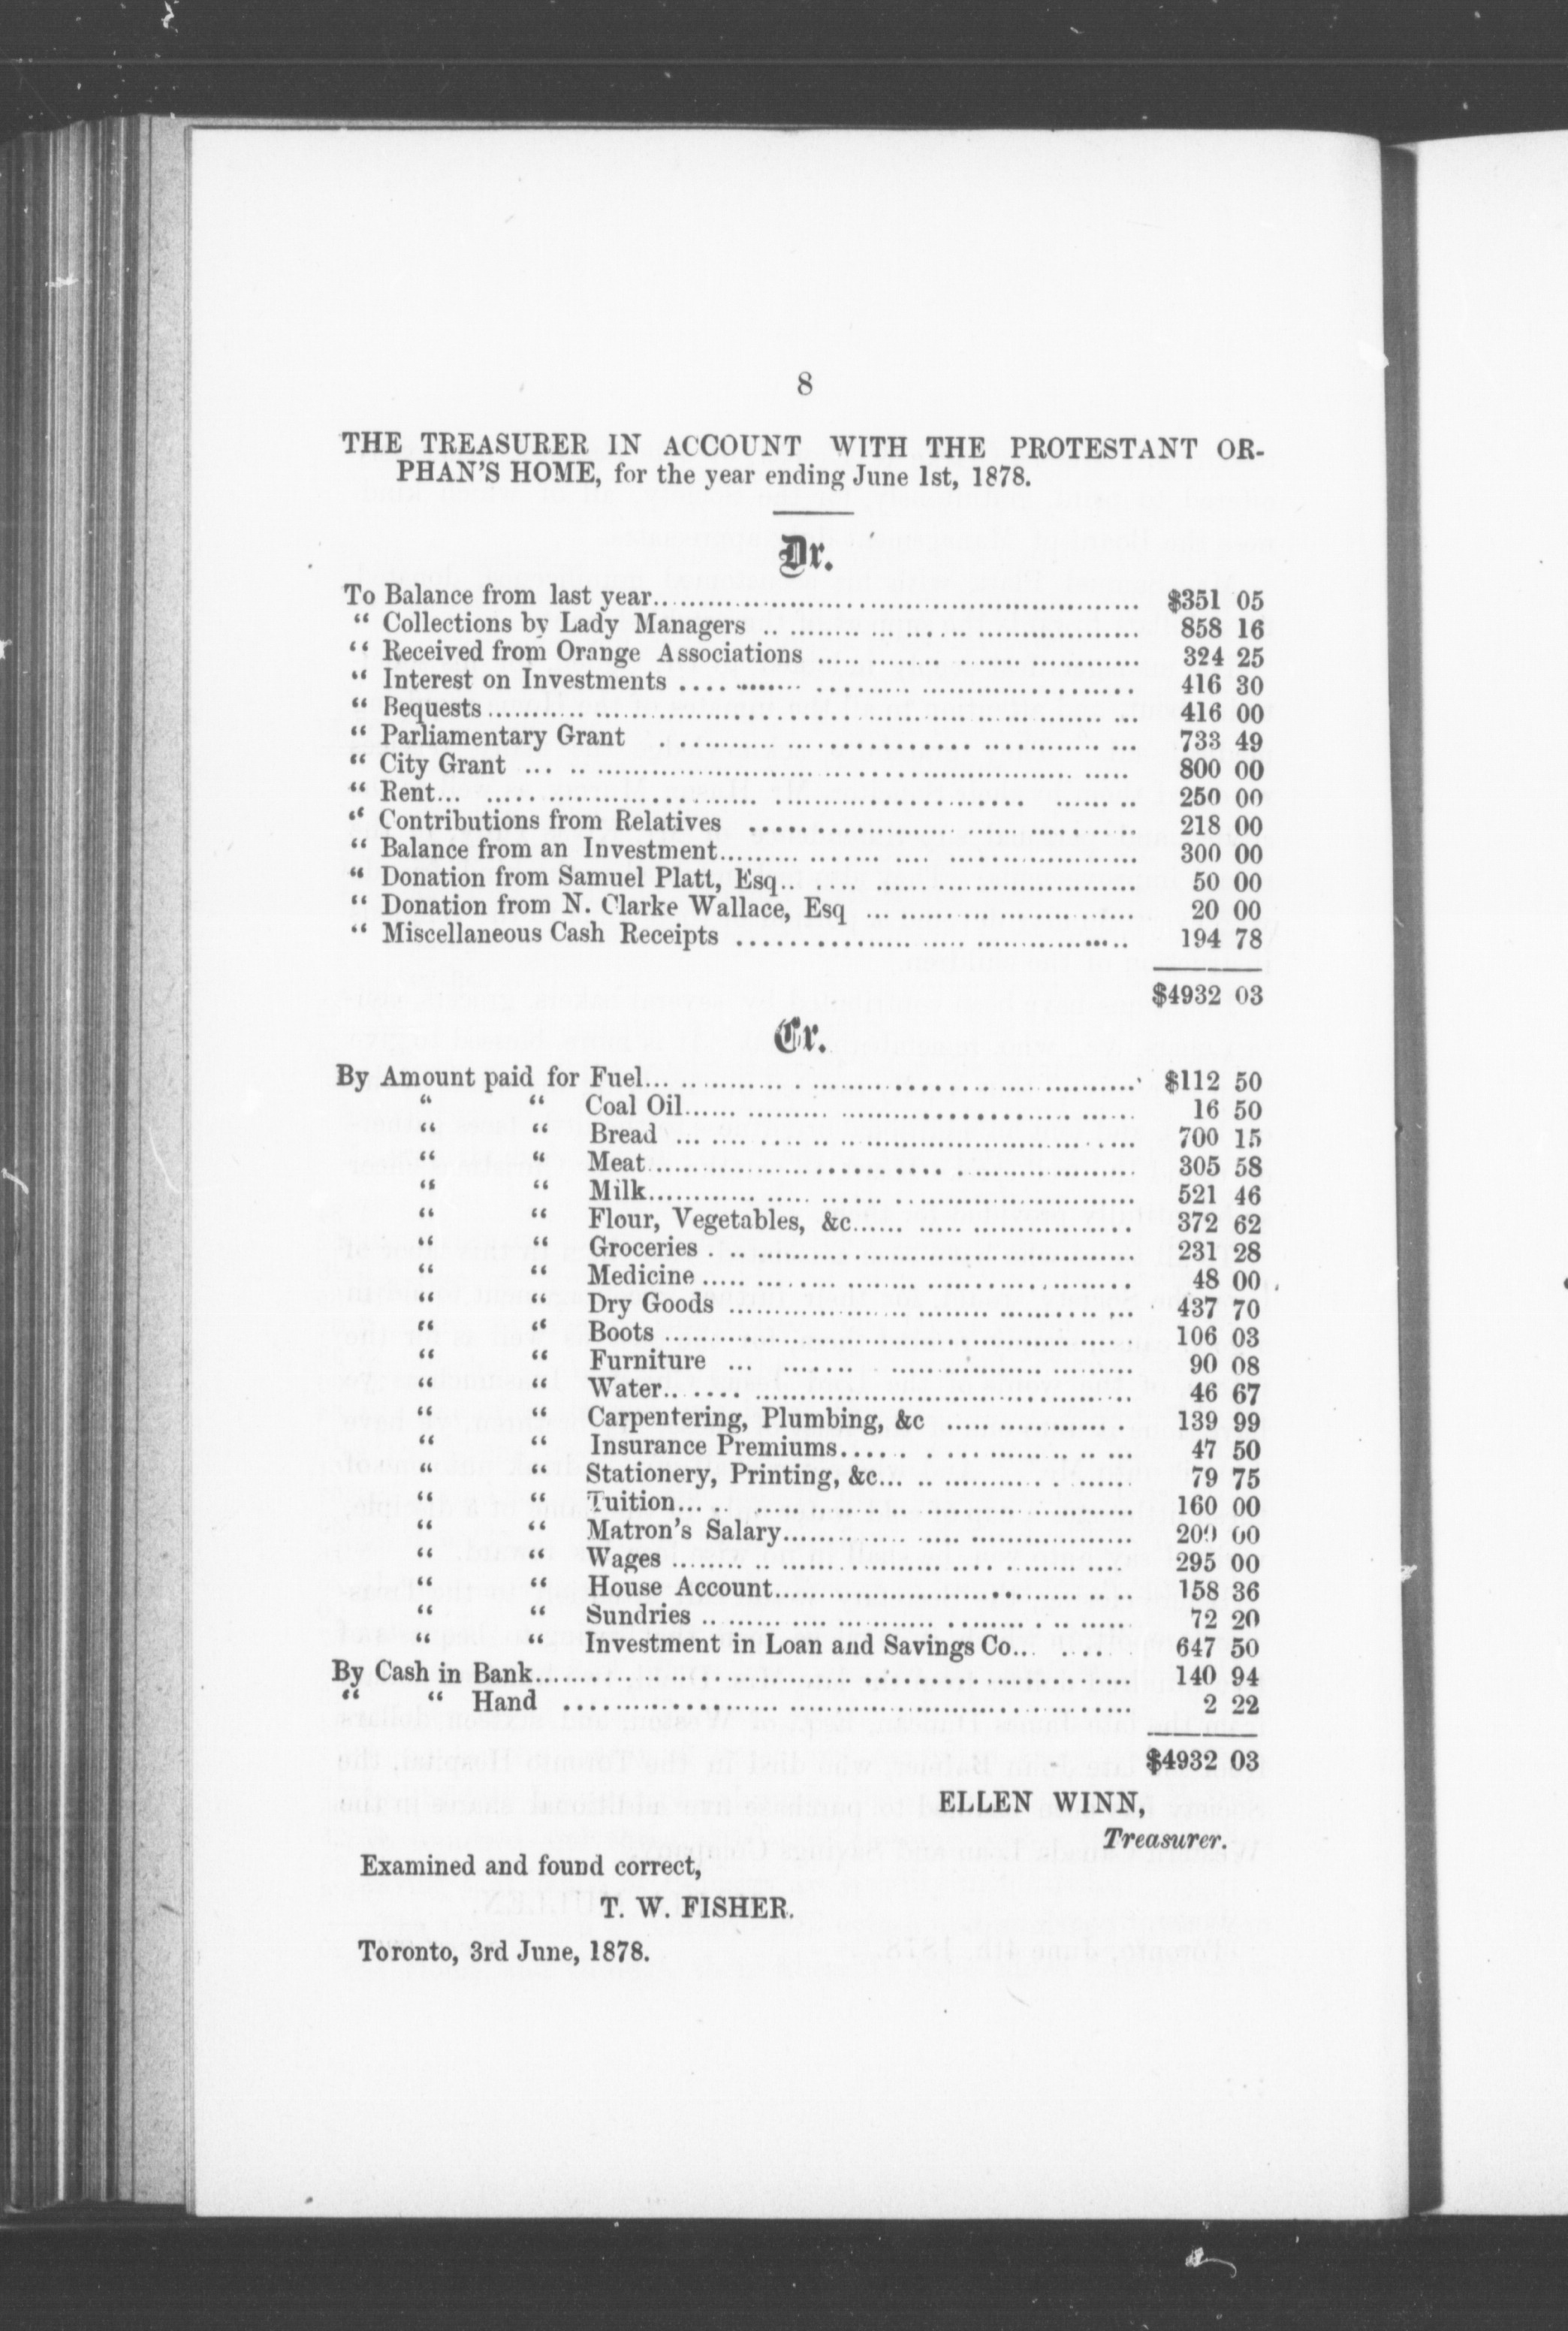 8
THE TREASURER IN ACCOUNT WITH THE PROTESTANT OR-
PHAN'S HOME, for the year ending June 1st, 1878.
Dr.
To Balance from last year........ $351 05
“ Collections by Lady Managers ........ 858 16
“ Received from Orange Associations ........ 324 25
“ Interest on Investments ........ 416 30
“ Bequests ........ 416 00
“ Parliamentary Grant ........ 733 49
“ City Grant ........ 800 00
“ Rent ........ 250 00
“ Contributions from Relatives ........ 218 00
“ Balance from an Investment ........ 300 00
“ Donation from Samuel Platt, Esq ........ 50 00
“ Donation from N. Clarke Wallace, Esq ........ 20 00
“ Miscellaneous Cash Receipts ........ 194 78
$4932 03
Cr.
By Amount paid for Fuel ........ $112 50
“ “ Coal Oil ........ 16 50
“ “ Bread ........ 700 15
“ “ Meat ........ 305 58
“ “ Milk ........ 521 46
“ “ Flour, Vegetables, &c ........ 372 62
“ “ Groceries ........ 231 28
“ “ Medicine ........ 48 00
“ “ Dry Goods ........ 437 70
“ “ Boots ........ 106 03
“ “ Furniture ........ 90 08
“ “ Water ........ 46 67
“ “ Carpentering, Plumbing, &c ........ 139 99
“ “ Insurance Premiums ........ 47 50
“ “ Stationery, Printing, &c ........ 79 75
“ “ Tuition ........ 160 00
“ “ Matron's Salary ........ 200 00
“ “ Wages ........ 295 00
“ “ House Account ........ 158 36
“ “ Sundries ........ 72 20
“ “ Investment in Loan and Savings Co ........ 647 50
By Cash in Bank ........ 140 94
“ “ Hand ........ 2 22
$4932 03
ELLEN WINN,
Treasurer.
Examined and found correct,
T. W. FISHER.
Toronto, 3rd June, 1878.